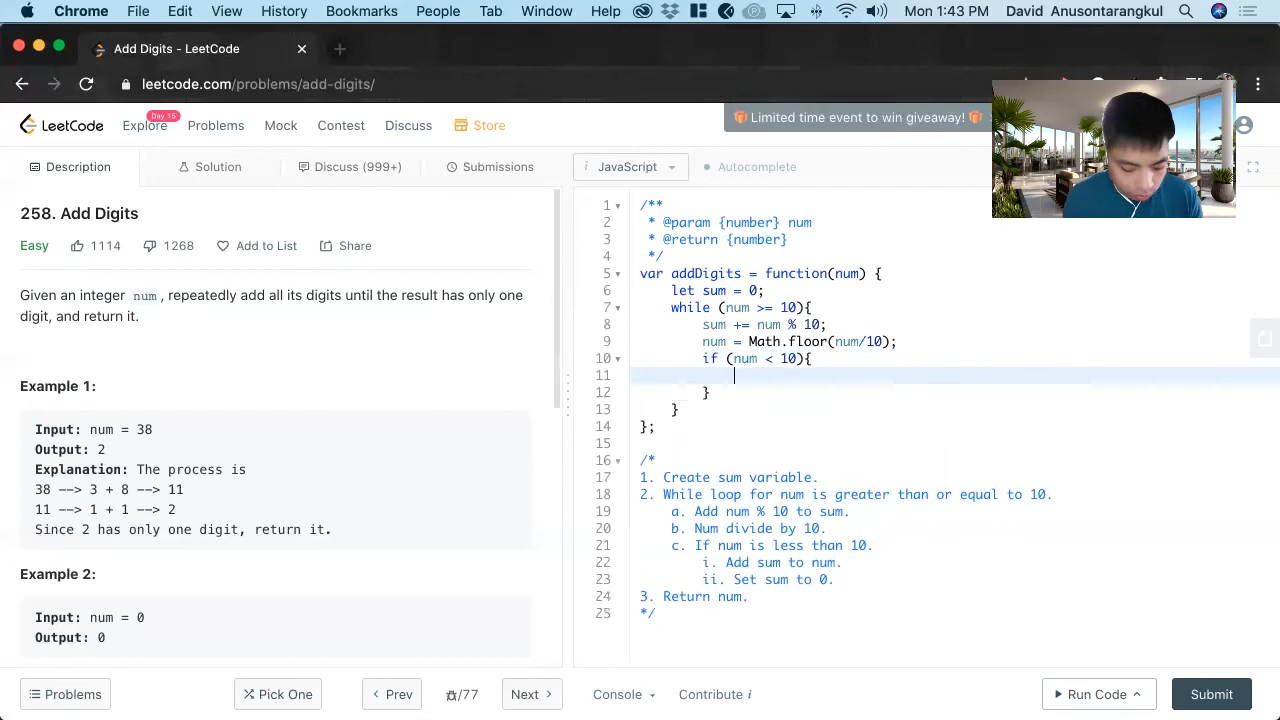 Chrome File Edit View History Bookmarks People Tab Window Help Mon 1:43 PM David Anusontarangkul
Add Digits - LeetCode
leetcode.com/problems/add-digits/
LeetCode Explore Day 15 Problems Mock Contest Discuss Store
Limited time event to win giveaway!
Description Solution Discuss (999+) Submissions
i JavaScript Autocomplete
258. Add Digits
Easy 1114 1268 Add to List Share
Given an integer num, repeatedly add all its digits until the result has only one
digit, and return it.
Example 1:
Input: num = 38
Output: 2
Explanation: The process is
38 --> 3 + 8 --> 11
11 --> 1 + 1 --> 2
Since 2 has only one digit, return it.
Example 2:
Input: num = 0
Output: 0
1 /**
2 * @param {number} num
3 * @return {number}
4 */
5 var addDigits = function(num) {
6 let sum = 0;
7 while (num >= 10){
8 sum += num % 10;
9 num = Math.floor(num/10);
10 if (num < 10){
11
12 }
13 }
14 };
15
16 /*
17 1. Create sum variable.
18 2. While loop for num is greater than or equal to 10.
19 a. Add num % 10 to sum.
20 b. Num divide by 10.
21 c. If num is less than 10.
22 i. Add sum to num.
23 ii. Set sum to 0.
24 3. Return num.
25 */
Problems Pick One Prev /77 Next Console Contribute i Run Code Submit